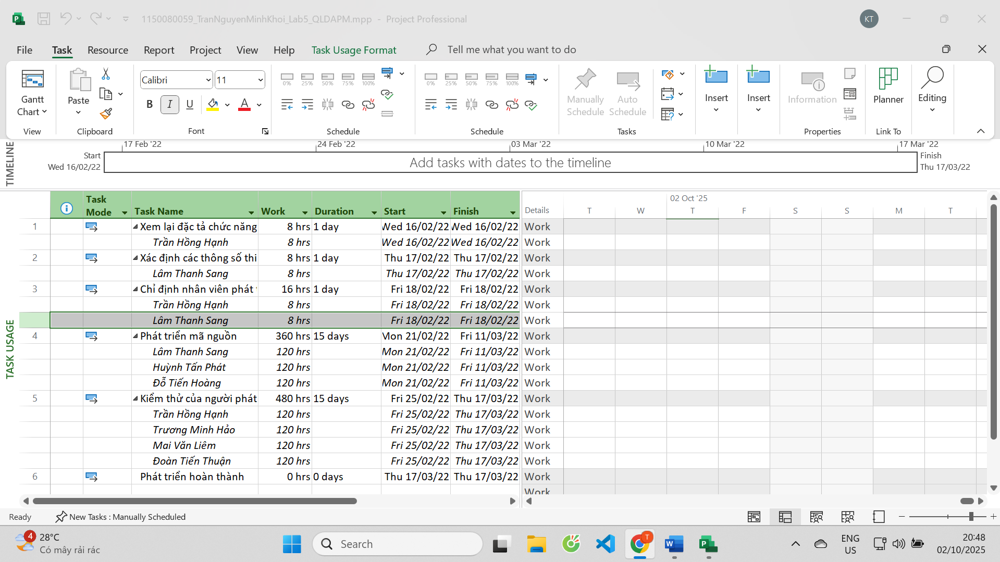 1150080059_TranNguyenMinhKhoi_Lab5_QLDAPM.mpp - Project Professional
KT
File Task Resource Report Project View Help Task Usage Format Tell me what you want to do
Gantt Chart
View
Paste
Clipboard
Calibri 11
B I U A
Font
0% 25% 50% 75% 100%
Schedule
0% 25% 50% 75% 100%
Schedule
Manually Schedule
Auto Schedule
Tasks
Insert
Insert
Information
Properties
Planner
Link To
Editing
TIMELINE
17 Feb '22 24 Feb '22 03 Mar '22 10 Mar '22 17 Mar '22
Start
Wed 16/02/22
Add tasks with dates to the timeline
Finish
Thu 17/03/22
TASK USAGE
Task Mode Task Name Work Duration Start Finish
Details
02 Oct '25
T W T F S S M T
1 Xem lại đặc tả chức năng 8 hrs 1 day Wed 16/02/22 Wed 16/02/22 Work
Trần Hồng Hạnh 8 hrs Wed 16/02/22 Wed 16/02/22 Work
2 Xác định các thông số thi 8 hrs 1 day Thu 17/02/22 Thu 17/02/22 Work
Lâm Thanh Sang 8 hrs Thu 17/02/22 Thu 17/02/22 Work
3 Chỉ định nhân viên phát 16 hrs 1 day Fri 18/02/22 Fri 18/02/22 Work
Trần Hồng Hạnh 8 hrs Fri 18/02/22 Fri 18/02/22 Work
Lâm Thanh Sang 8 hrs Fri 18/02/22 Fri 18/02/22 Work
4 Phát triển mã nguồn 360 hrs 15 days Mon 21/02/22 Fri 11/03/22 Work
Lâm Thanh Sang 120 hrs Mon 21/02/22 Fri 11/03/22 Work
Huỳnh Tấn Phát 120 hrs Mon 21/02/22 Fri 11/03/22 Work
Đỗ Tiến Hoàng 120 hrs Mon 21/02/22 Fri 11/03/22 Work
5 Kiểm thử của người phát 480 hrs 15 days Fri 25/02/22 Thu 17/03/22 Work
Trần Hồng Hạnh 120 hrs Fri 25/02/22 Thu 17/03/22 Work
Trương Minh Hảo 120 hrs Fri 25/02/22 Thu 17/03/22 Work
Mai Văn Liêm 120 hrs Fri 25/02/22 Thu 17/03/22 Work
Đoàn Tiến Thuận 120 hrs Fri 25/02/22 Thu 17/03/22 Work
6 Phát triển hoàn thành 0 hrs 0 days Thu 17/03/22 Thu 17/03/22 Work
Work
Ready New Tasks : Manually Scheduled
4 28°C
Có mây rải rác
Search
T
ENG
US
20:48
02/10/2025